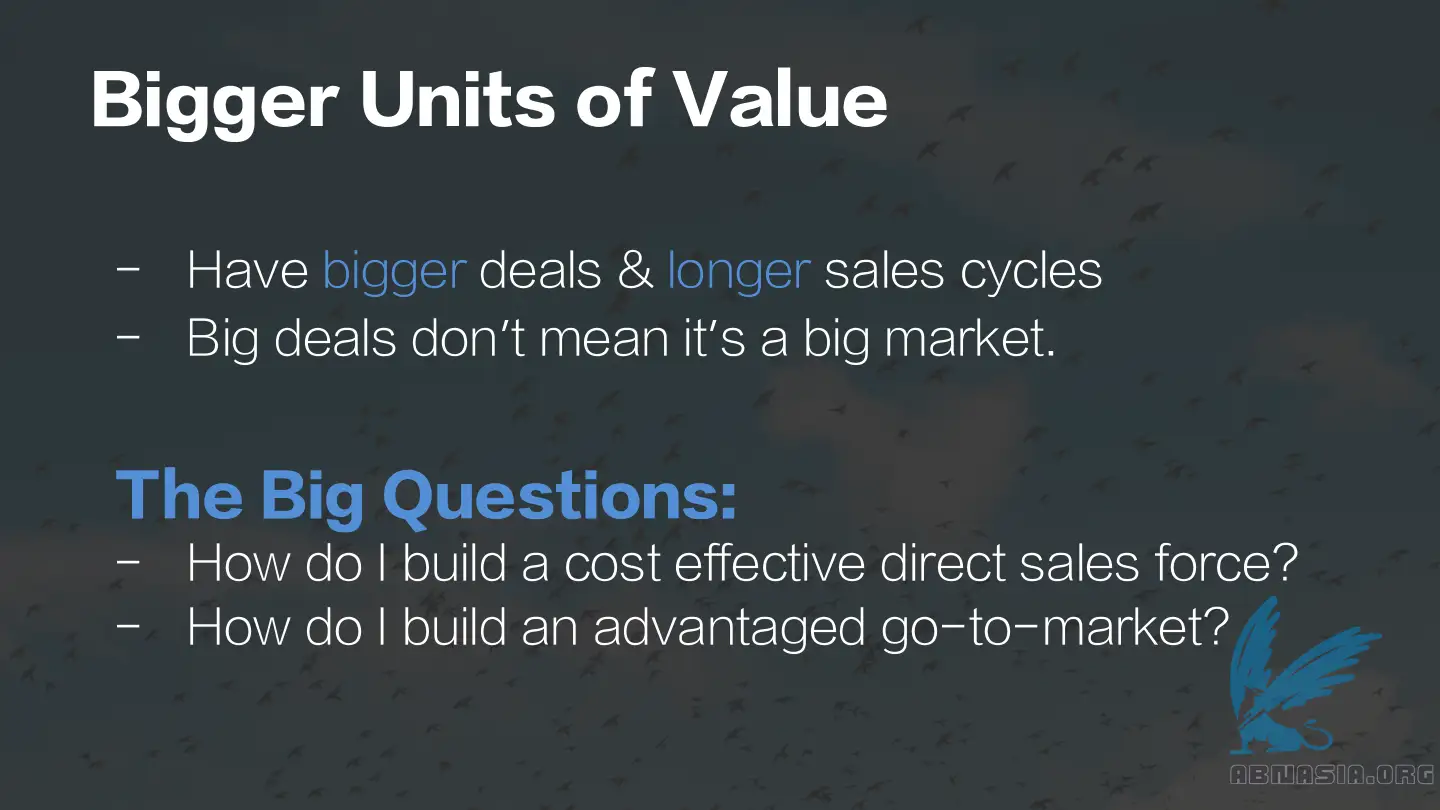 Bigger Units of Value
- Have bigger deals & longer sales cycles
- Big deals don't mean it's a big market.
The Big Questions:
- How do I build a cost effective direct sales force?
- How do I build an advantaged go-to-market?
ABNASIA.ORG